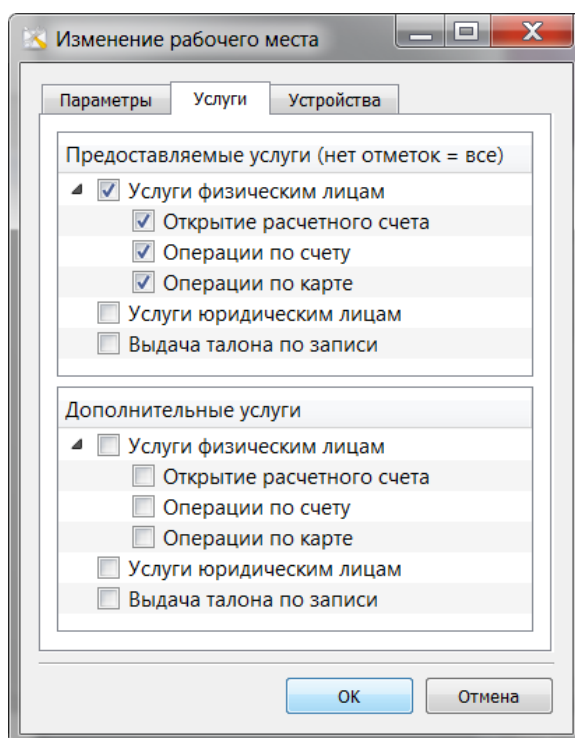 Изменение рабочего места
Параметры Услуги Устройства
Предоставляемые услуги (нет отметок = все)
Услуги физическим лицам
Открытие расчетного счета
Операции по счету
Операции по карте
Услуги юридическим лицам
Выдача талона по записи
Дополнительные услуги
Услуги физическим лицам
Открытие расчетного счета
Операции по счету
Операции по карте
Услуги юридическим лицам
Выдача талона по записи
ОК Отмена